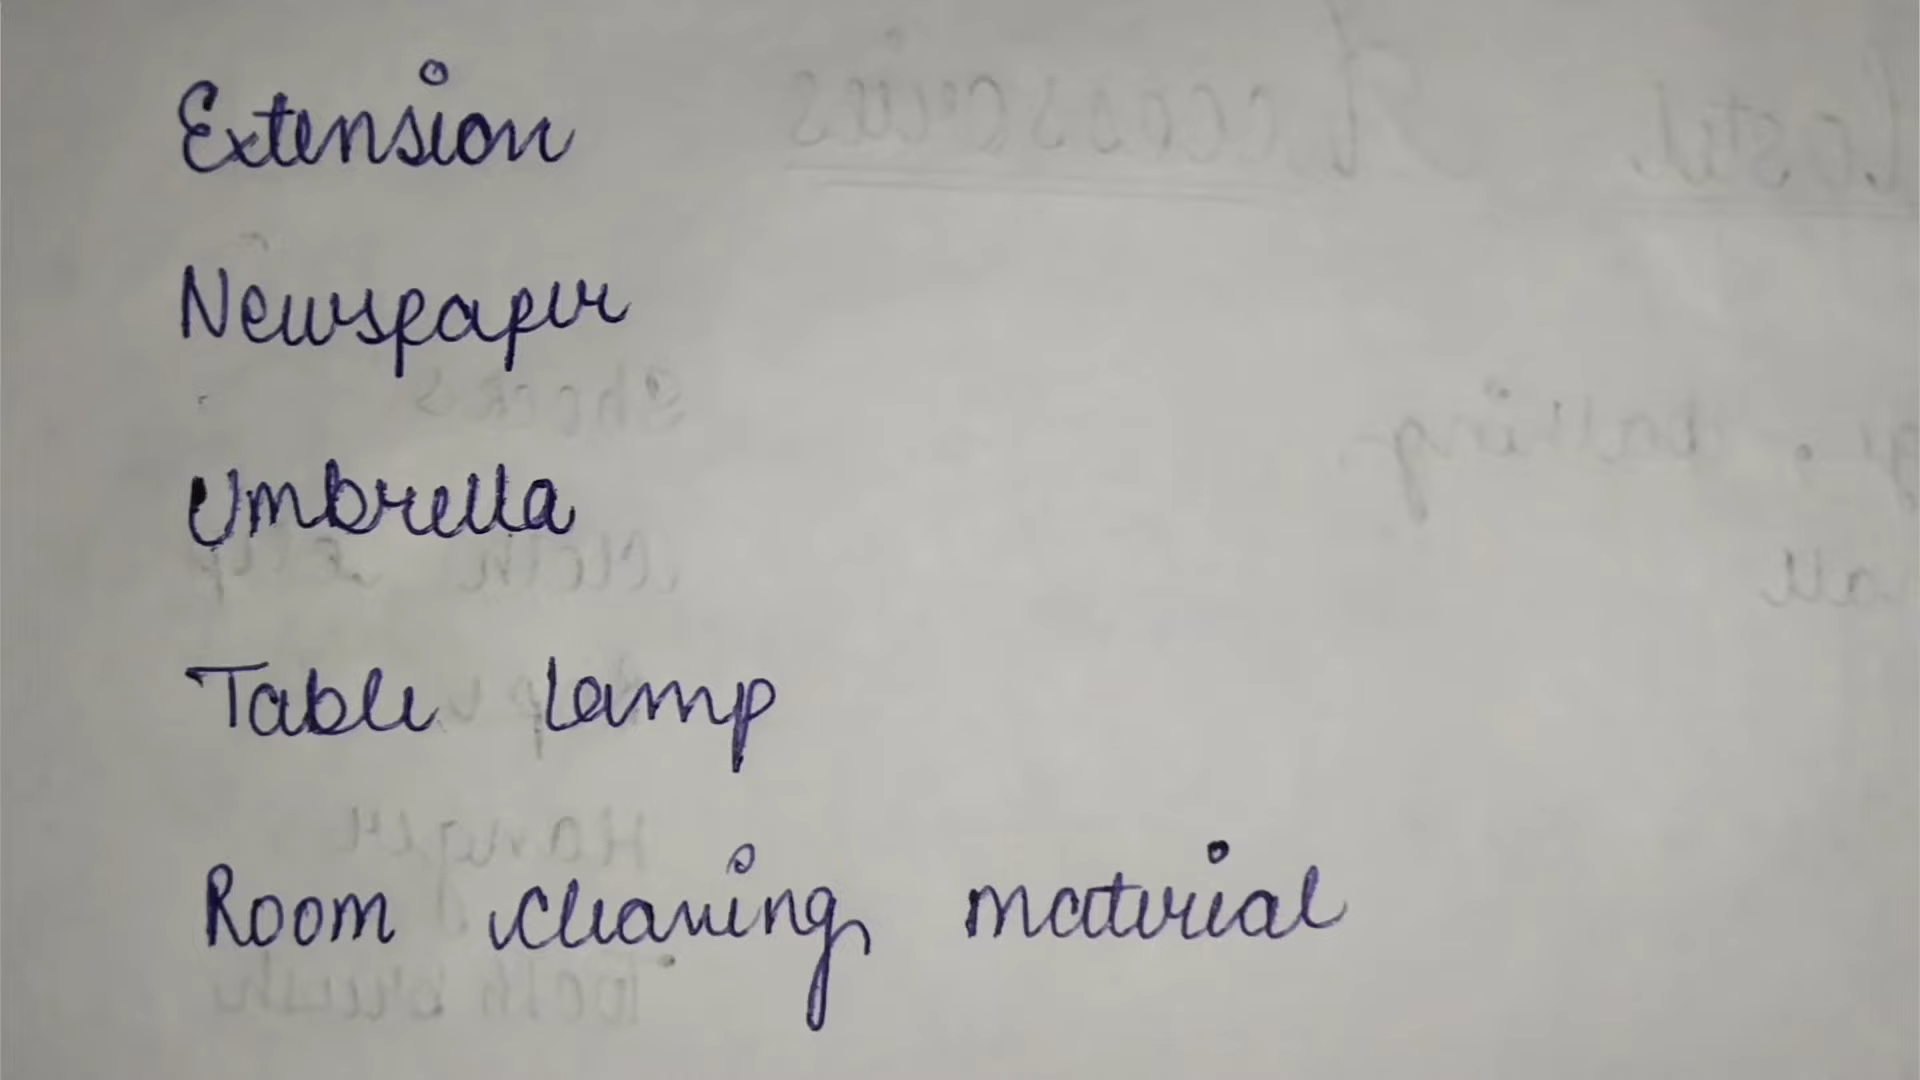 Extension
Newspaper
Umbrella
Table lamp
Room cleaning material